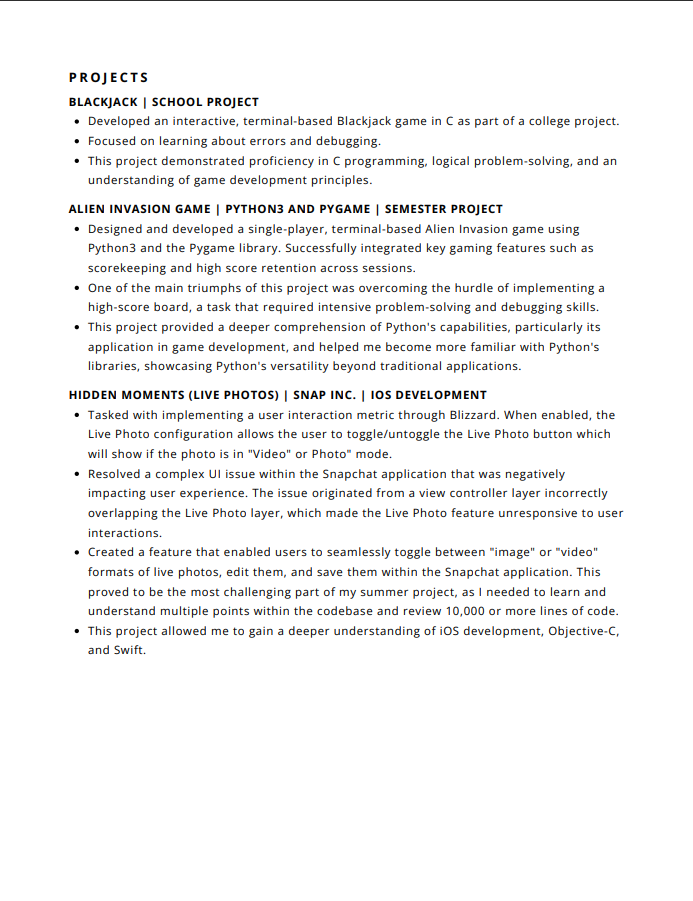 PROJECTS
BLACKJACK | SCHOOL PROJECT
• Developed an interactive, terminal-based Blackjack game in C as part of a college project.
• Focused on learning about errors and debugging.
• This project demonstrated proficiency in C programming, logical problem-solving, and an
understanding of game development principles.
ALIEN INVASION GAME | PYTHON3 AND PYGAME | SEMESTER PROJECT
• Designed and developed a single-player, terminal-based Alien Invasion game using
Python3 and the Pygame library. Successfully integrated key gaming features such as
scorekeeping and high score retention across sessions.
• One of the main triumphs of this project was overcoming the hurdle of implementing a
high-score board, a task that required intensive problem-solving and debugging skills.
• This project provided a deeper comprehension of Python's capabilities, particularly its
application in game development, and helped me become more familiar with Python's
libraries, showcasing Python's versatility beyond traditional applications.
HIDDEN MOMENTS (LIVE PHOTOS) | SNAP INC. | IOS DEVELOPMENT
• Tasked with implementing a user interaction metric through Blizzard. When enabled, the
Live Photo configuration allows the user to toggle/untoggle the Live Photo button which
will show if the photo is in "Video" or Photo" mode.
• Resolved a complex UI issue within the Snapchat application that was negatively
impacting user experience. The issue originated from a view controller layer incorrectly
overlapping the Live Photo layer, which made the Live Photo feature unresponsive to user
interactions.
• Created a feature that enabled users to seamlessly toggle between "image" or "video"
formats of live photos, edit them, and save them within the Snapchat application. This
proved to be the most challenging part of my summer project, as I needed to learn and
understand multiple points within the codebase and review 10,000 or more lines of code.
• This project allowed me to gain a deeper understanding of iOS development, Objective-C,
and Swift.